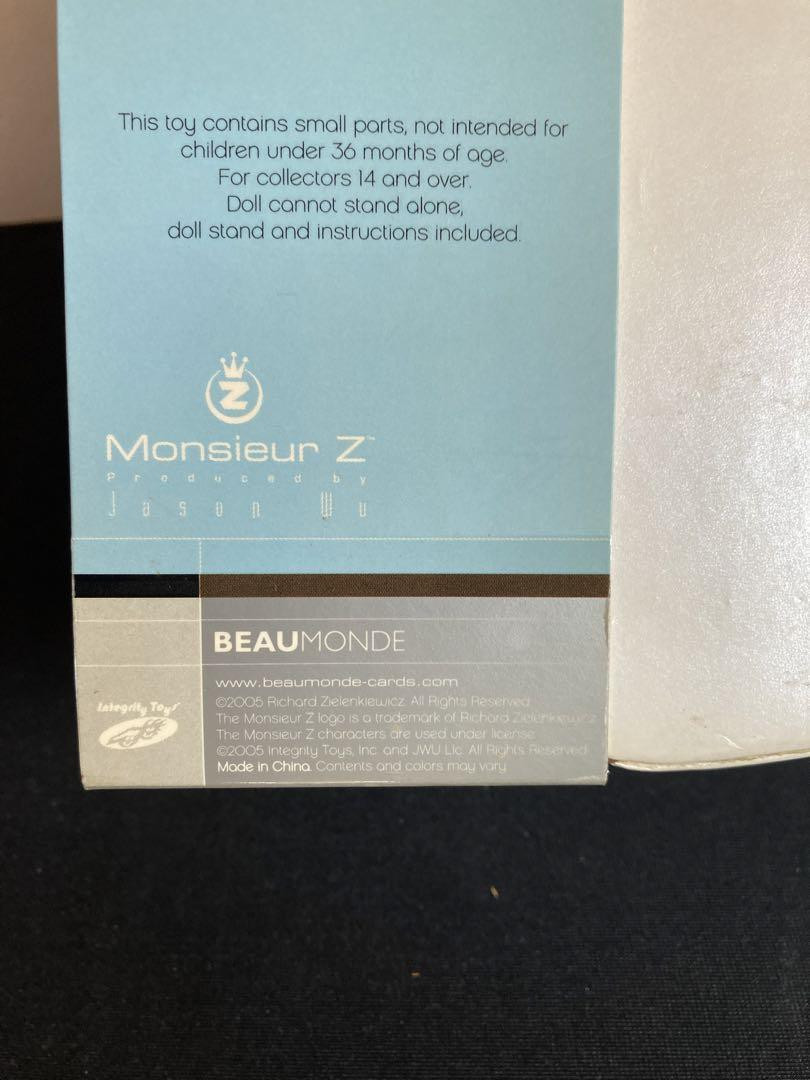 This toy contains small parts, not intended for
children under 36 months of age.
For collectors 14 and over.
Doll cannot stand alone,
doll stand and instructions included.
Z
Monsieur Z™
Produced by
Jason Wu
BEAUMONDE
www.beaumonde-cards.com
Integrity Toys®
©2005 Richard Zielenkiewicz. All Rights Reserved
The Monsieur Z logo is a trademark of Richard Zielenkiewicz
The Monsieur Z characters are used under license
©2005 Integrity Toys, Inc. and JWU Llc. All Rights Reserved
Made in China. Contents and colors may vary